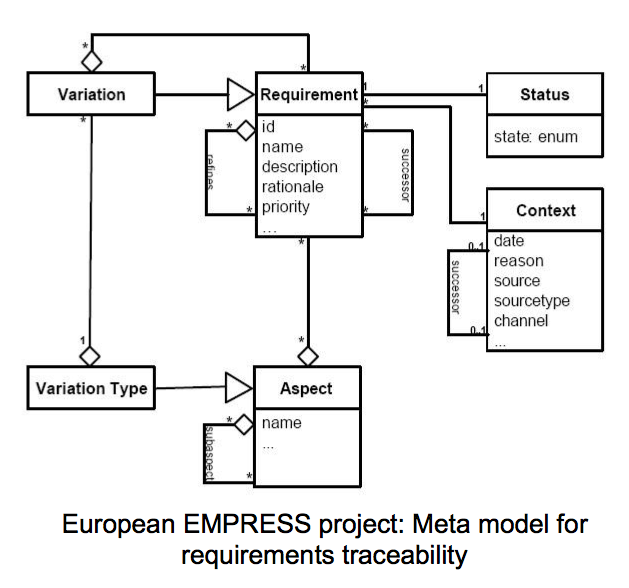 *
*
Variation
Requirement
1
1
Status
*
*
*
id
name
description
rationale
priority
...
*
refines
*
*
successor
*
state: enum
1
Context
date
reason
source
sourcetype
channel
...
0..1
successor
0..1
*
*
1
Variation Type
Aspect
name
...
*
subaspect
*
European EMPRESS project: Meta model for
requirements traceability